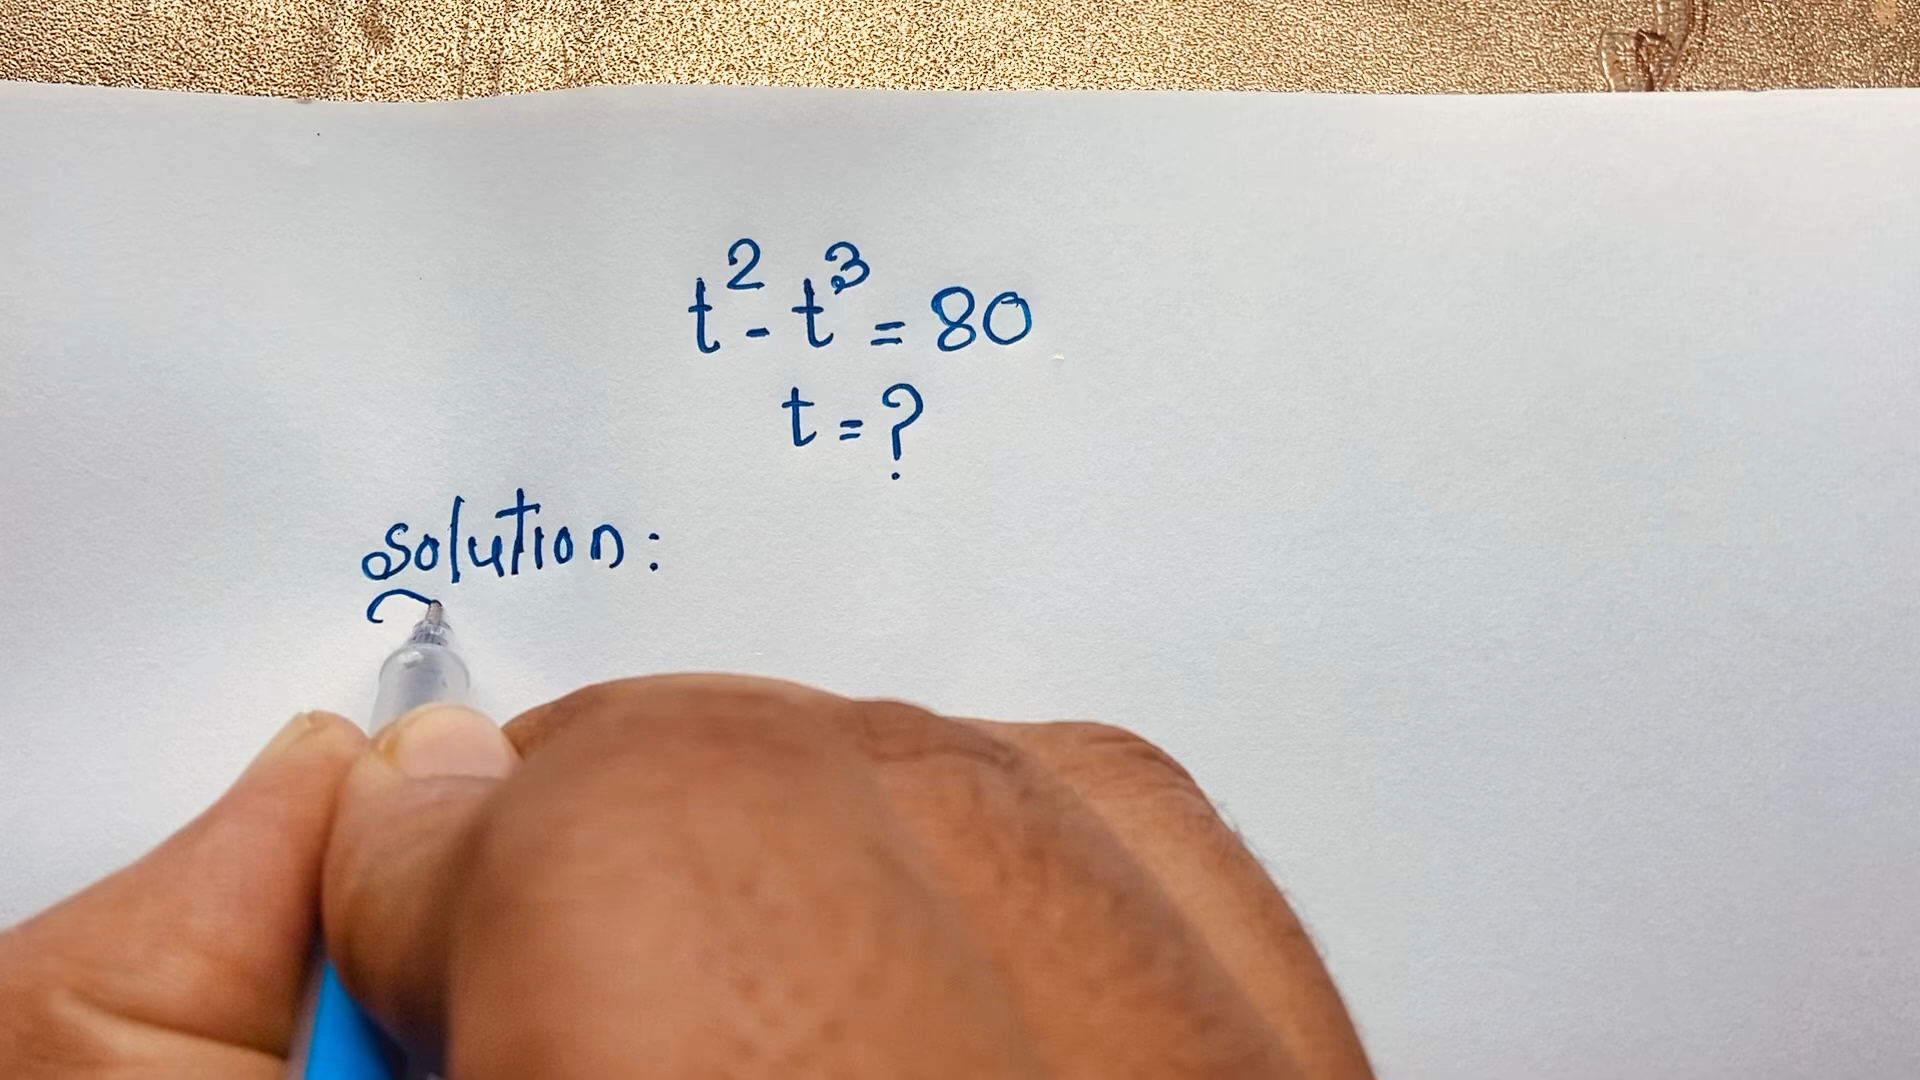 t² - t³ = 80
t = ?
Solution: